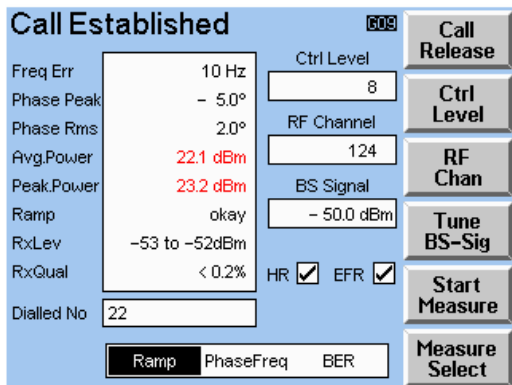 Call Established G09
Freq Err 10 Hz
Phase Peak - 5.0°
Phase Rms 2.0°
Avg.Power 22.1 dBm
Peak.Power 23.2 dBm
Ramp okay
RxLev -53 to -52dBm
RxQual < 0.2%
Dialled No 22
Ctrl Level
8
RF Channel
124
BS Signal
- 50.0 dBm
HR EFR
Ramp PhaseFreq BER
Call
Release
Ctrl
Level
RF
Chan
Tune
BS-Sig
Start
Measure
Measure
Select